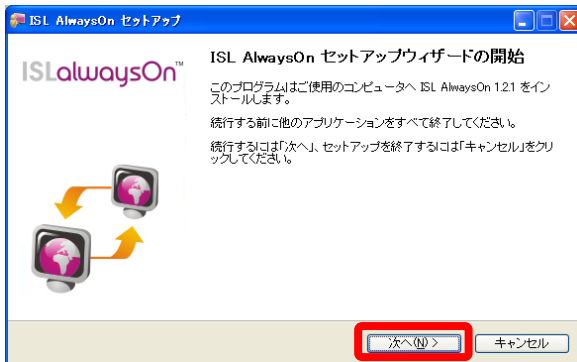 ISL AlwaysOn セットアップ
ISLalwaysOn™
ISL AlwaysOn セットアップウィザードの開始
このプログラムはご使用のコンピュータへ ISL AlwaysOn 1.2.1 をイン
ストールします。
続行する前に他のアプリケーションをすべて終了してください。
続行するには「次へ」、セットアップを終了するには「キャンセル」をクリ
ックしてください。
次へ(N) >
キャンセル